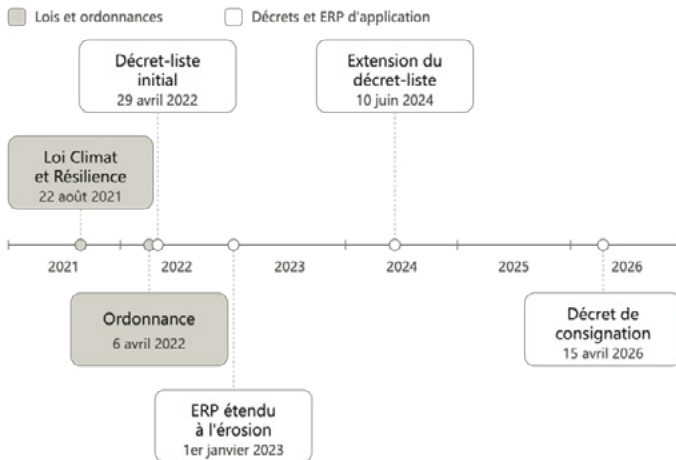 Lois et ordonnances
Décrets et ERP d'application
Décret-liste
initial
29 avril 2022
Extension du
décret-liste
10 juin 2024
Loi Climat
et Résilience
22 août 2021
2021
2022
2023
2024
2025
2026
Ordonnance
6 avril 2022
Décret de
consignation
15 avril 2026
ERP étendu
à l'érosion
1er janvier 2023